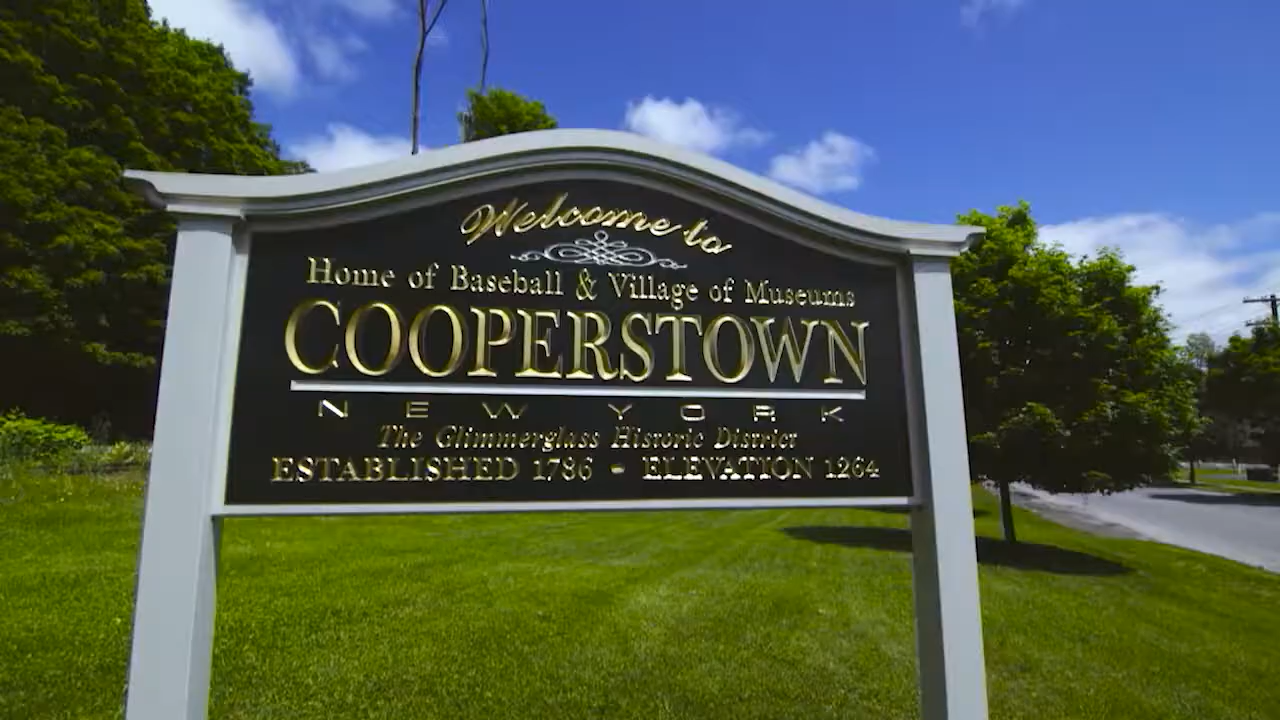 Welcome to
Home of Baseball & Village of Museums
COOPERSTOWN
NEW YORK
The Glimmerglass Historic District
ESTABLISHED 1786 - ELEVATION 1264